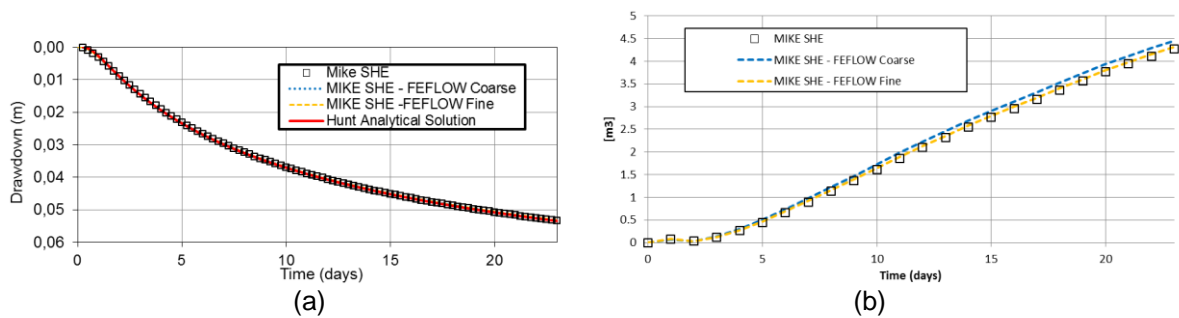 0,00
0,01
0,02
0,03
0,04
0,05
0,06
Drawdown (m)
Mike SHE
MIKE SHE - FEFLOW Coarse
MIKE SHE -FEFLOW Fine
Hunt Analytical Solution
0 5 10 15 20
Time (days)
(a)
[m3]
5
4.5
4
3.5
3
2.5
2
1.5
1
0.5
0
MIKE SHE
MIKE SHE - FEFLOW Coarse
MIKE SHE - FEFLOW Fine
0 5 10 15 20
Time (days)
(b)